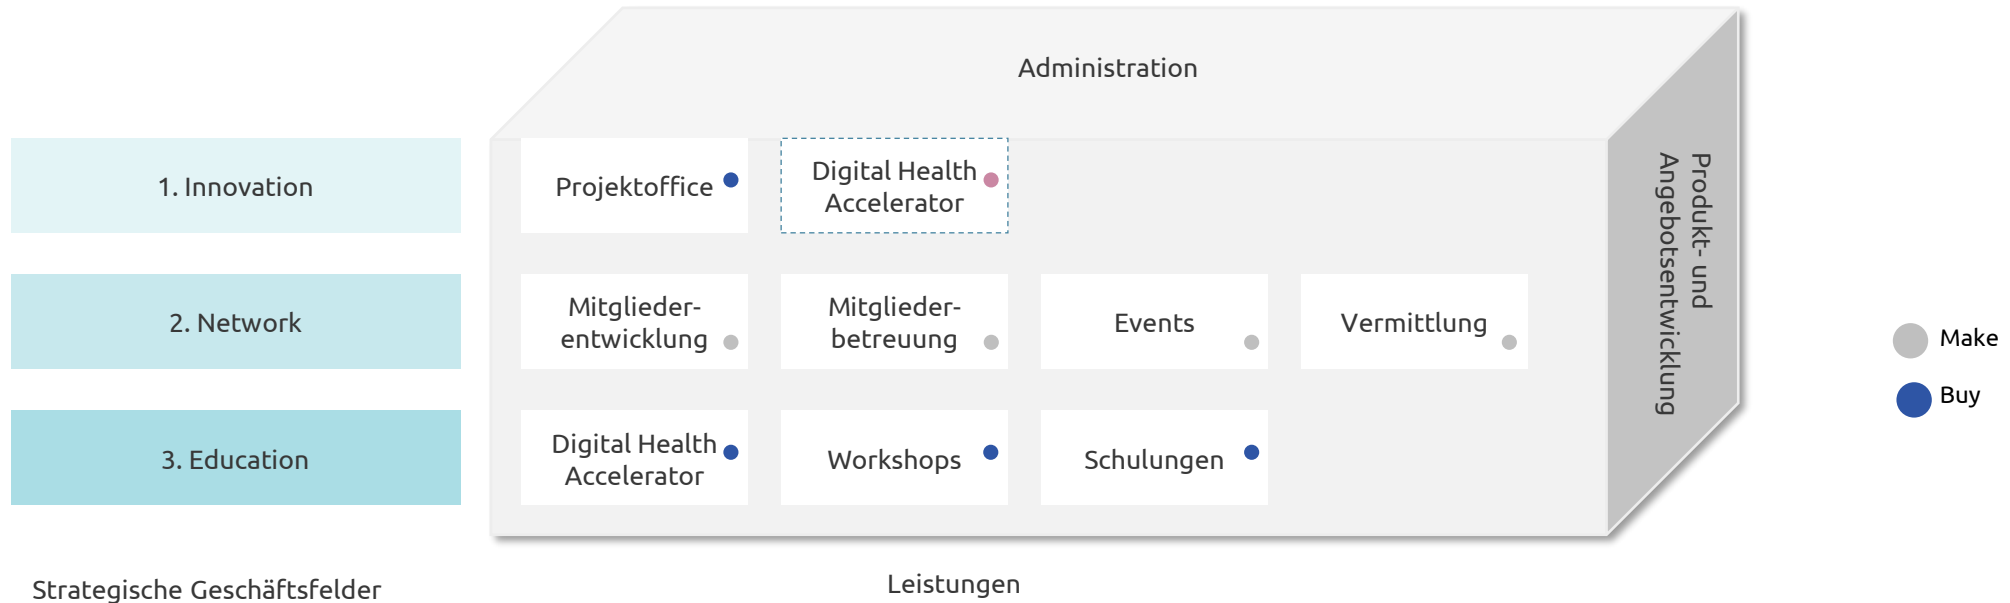 Administration
1. Innovation
Projektoffice
Digital Health
Accelerator
Produkt- und
Angebotsentwicklung
2. Network
Mitglieder-
entwicklung
Mitglieder-
betreuung
Events
Vermittlung
Make
Buy
3. Education
Digital Health
Accelerator
Workshops
Schulungen
Strategische Geschäftsfelder
Leistungen